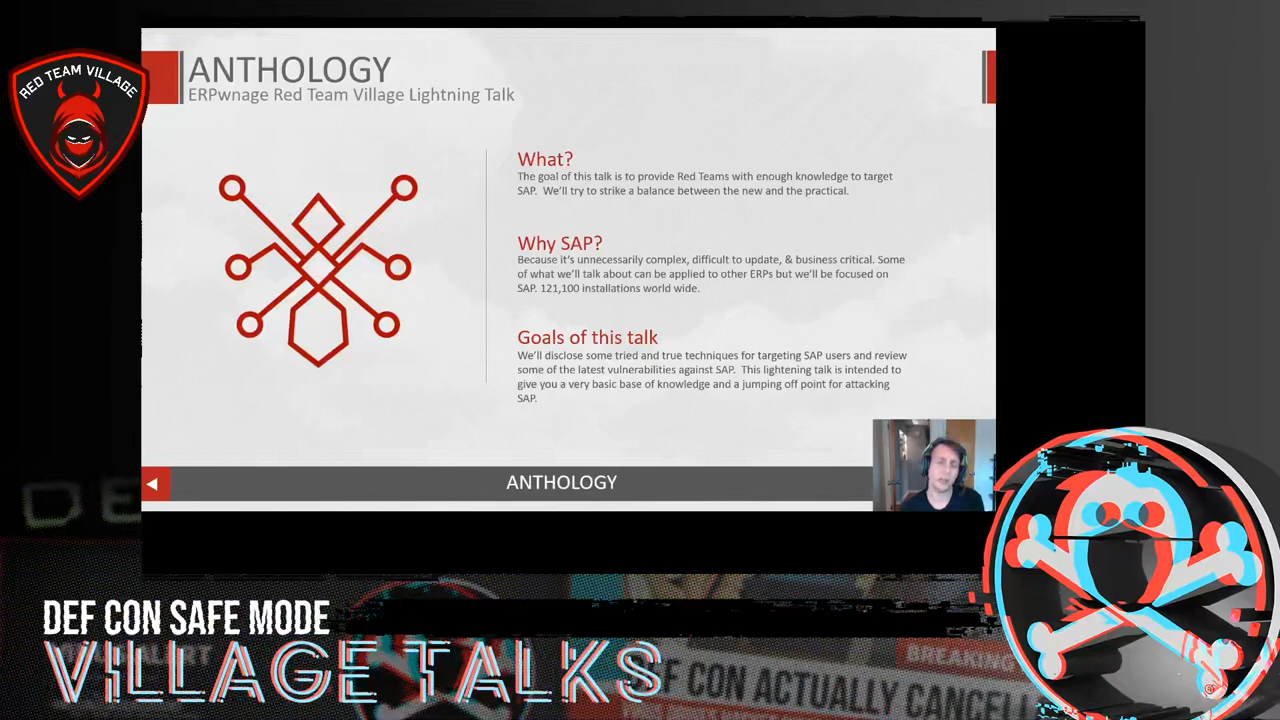 RED TEAM VILLAGE
ANTHOLOGY
ERPwnage Red Team Village Lightning Talk
What?
The goal of this talk is to provide Red Teams with enough knowledge to target
SAP. We'll try to strike a balance between the new and the practical.
Why SAP?
Because it's unnecessarily complex, difficult to update, & business critical. Some
of what we'll talk about can be applied to other ERPs but we'll be focused on
SAP. 121,100 installations world wide.
Goals of this talk
We'll disclose some tried and true techniques for targeting SAP users and review
some of the latest vulnerabilities against SAP. This lightening talk is intended to
give you a very basic base of knowledge and a jumping off point for attacking
SAP.
ANTHOLOGY
DE
DEF CON SAFE MODE
VILLAGE TALKS
BREAKING
DEF CON ACTUALLY CANCELL